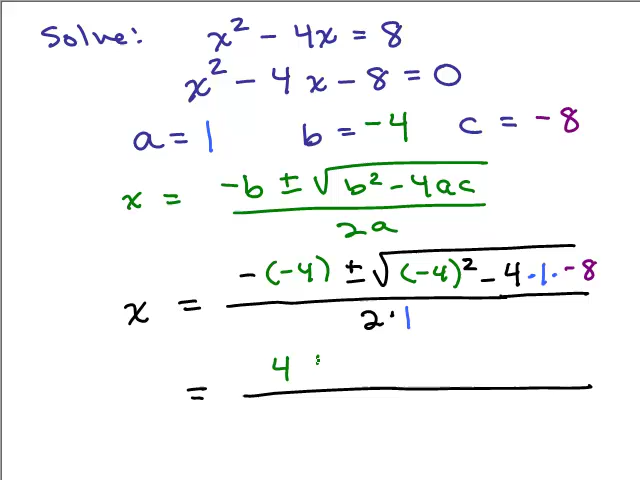 Solve: x² - 4x = 8
x² - 4x - 8 = 0
a = 1 b = -4 c = -8
x = (-b ± √(b² - 4ac)) / (2a)
x = (-(-4) ± √((-4)² - 4 · 1 · -8)) / (2 · 1)
= 4